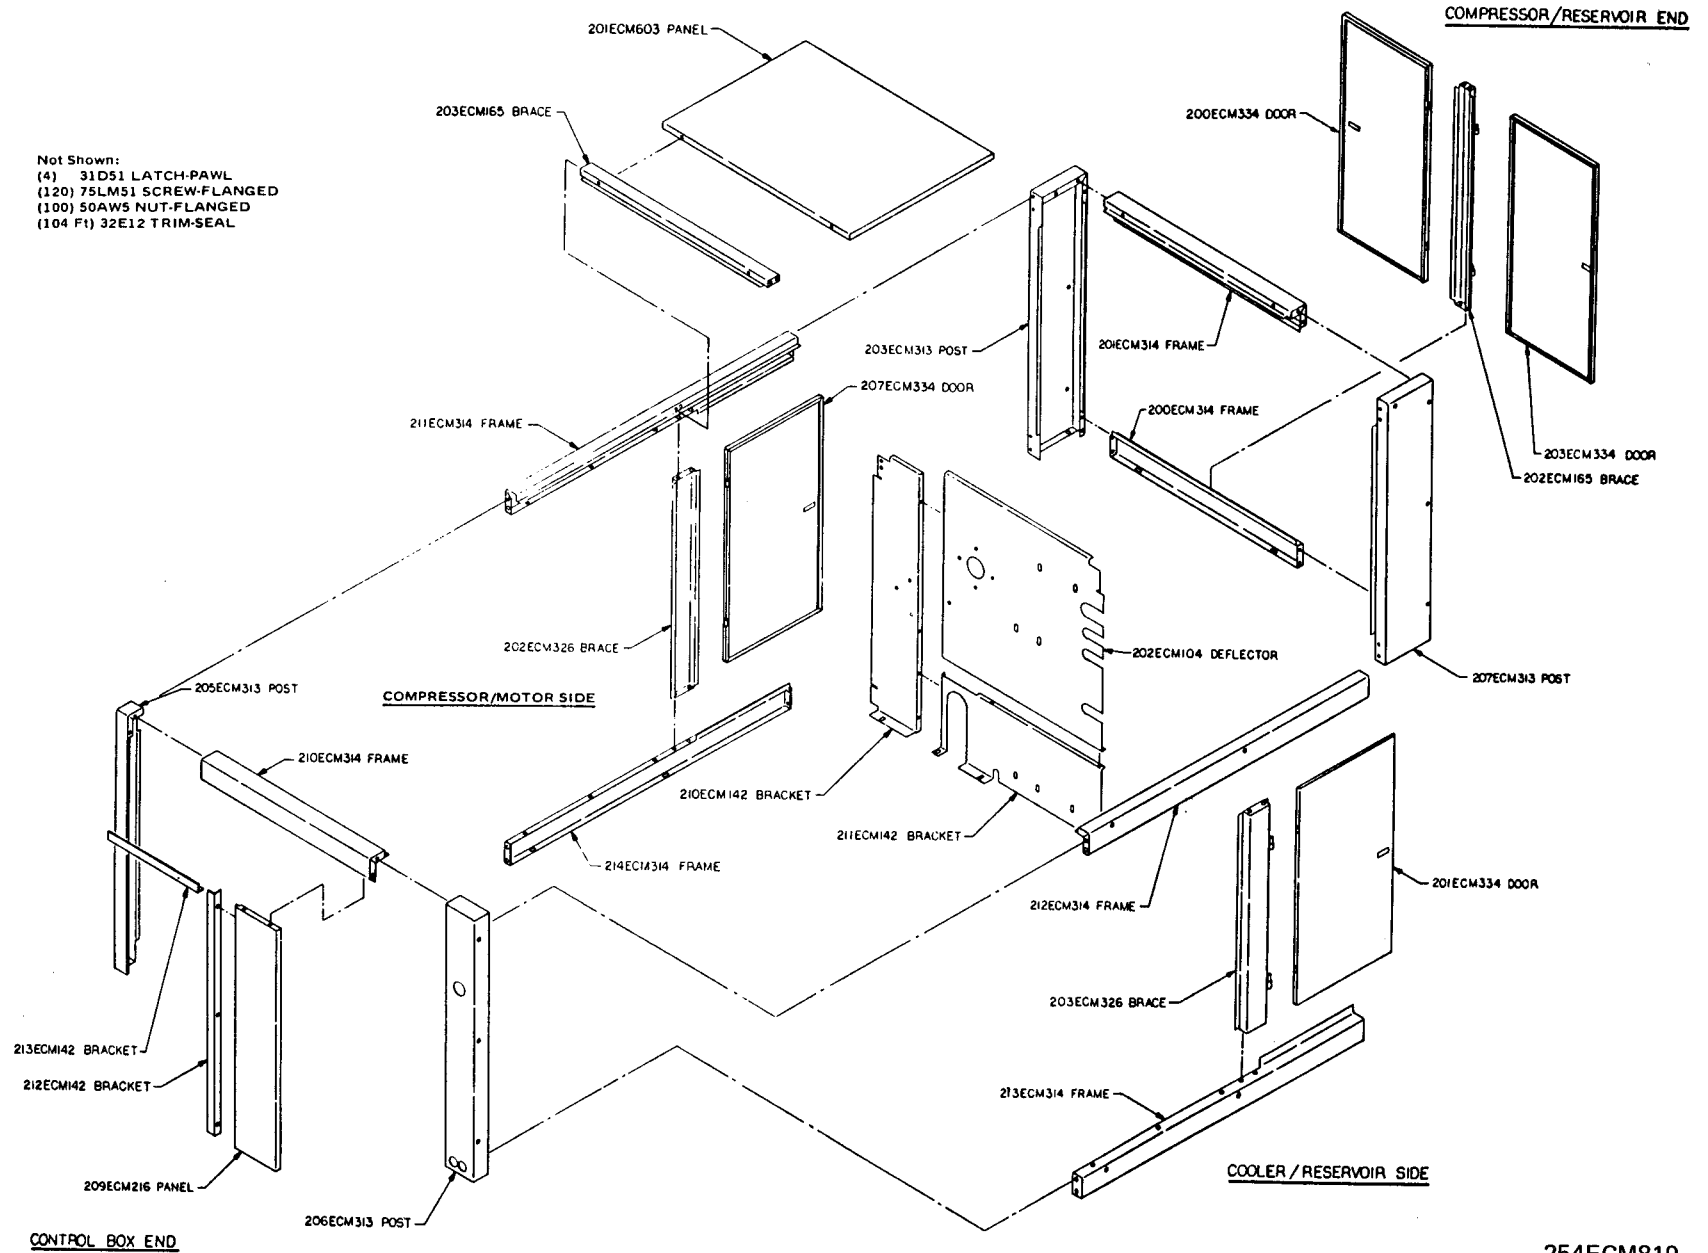 COMPRESSOR/RESERVOIR END
201ECM603 PANEL
203ECM165 BRACE
200ECM334 DOOR
Not Shown:
(4) 31D51 LATCH-PAWL
(120) 75LM51 SCREW-FLANGED
(100) 50AW5 NUT-FLANGED
(104 Ft) 32E12 TRIM-SEAL
203ECM313 POST
201ECM314 FRAME
207ECM334 DOOR
211ECM314 FRAME
200ECM314 FRAME
203ECM334 DOOR
202ECM165 BRACE
202ECM326 BRACE
202ECM104 DEFLECTOR
207ECM313 POST
205ECM313 POST
COMPRESSOR/MOTOR SIDE
210ECM314 FRAME
210ECM142 BRACKET
211ECM142 BRACKET
214ECM314 FRAME
212ECM314 FRAME
201ECM334 DOOR
203ECM326 BRACE
213ECM142 BRACKET
212ECM142 BRACKET
213ECM314 FRAME
209ECM216 PANEL
206ECM313 POST
COOLER/RESERVOIR SIDE
CONTROL BOX END